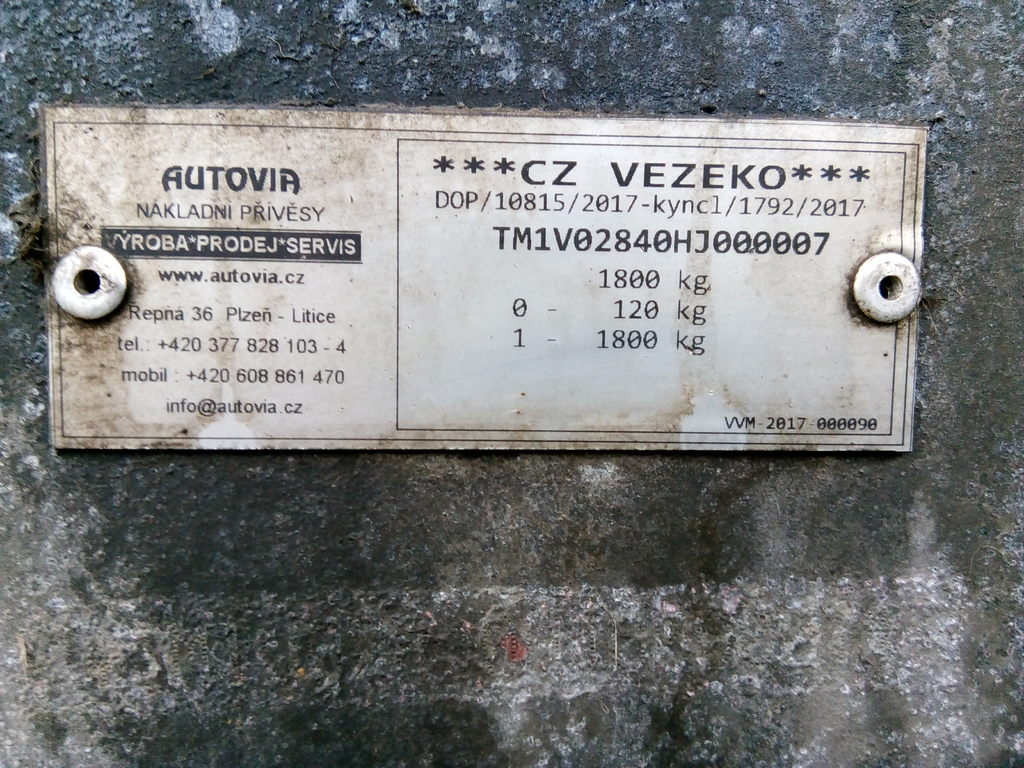 AUTOVIA
NÁKLADNÍ PŘÍVĚSY
VÝROBA*PRODEJ*SERVIS
www.autovia.cz
Řepná 36 Plzeň - Litice
tel.: +420 377 828 103 - 4
mobil : +420 608 861 470
info@autovia.cz
***CZ VEZEKO***
DOP/10815/2017-kyncl/1792/2017
TM1V02840HJ000007
1800 kg
0 - 120 kg
1 - 1800 kg
VVM-2017-000090